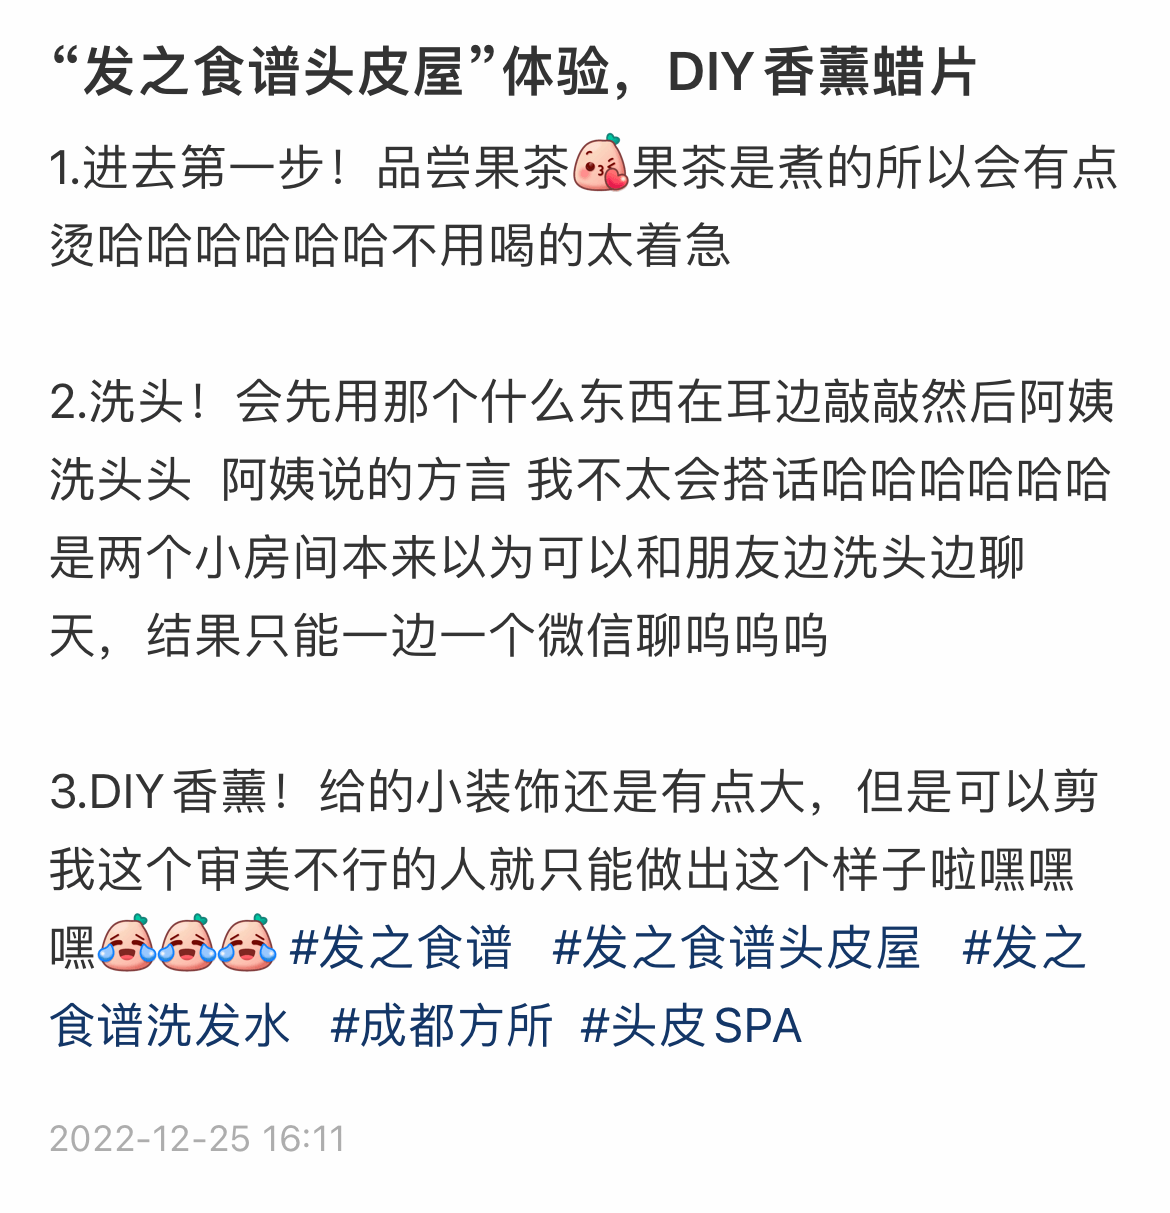 “发之食谱头皮屋”体验，DIY香薰蜡片
1.进去第一步！品尝果茶果茶是煮的所以会有点
烫哈哈哈哈哈哈不用喝的太着急
2.洗头！会先用那个什么东西在耳边敲敲然后阿姨
洗头头 阿姨说的方言 我不太会搭话哈哈哈哈哈哈
是两个小房间本来以为可以和朋友边洗头边聊
天，结果只能一边一个微信聊呜呜呜
3.DIY香薰！给的小装饰还是有点大，但是可以剪
我这个审美不行的人就只能做出这个样子啦嘿嘿
嘿 #发之食谱 #发之食谱头皮屋 #发之
食谱洗发水 #成都方所 #头皮SPA
2022-12-25 16:11